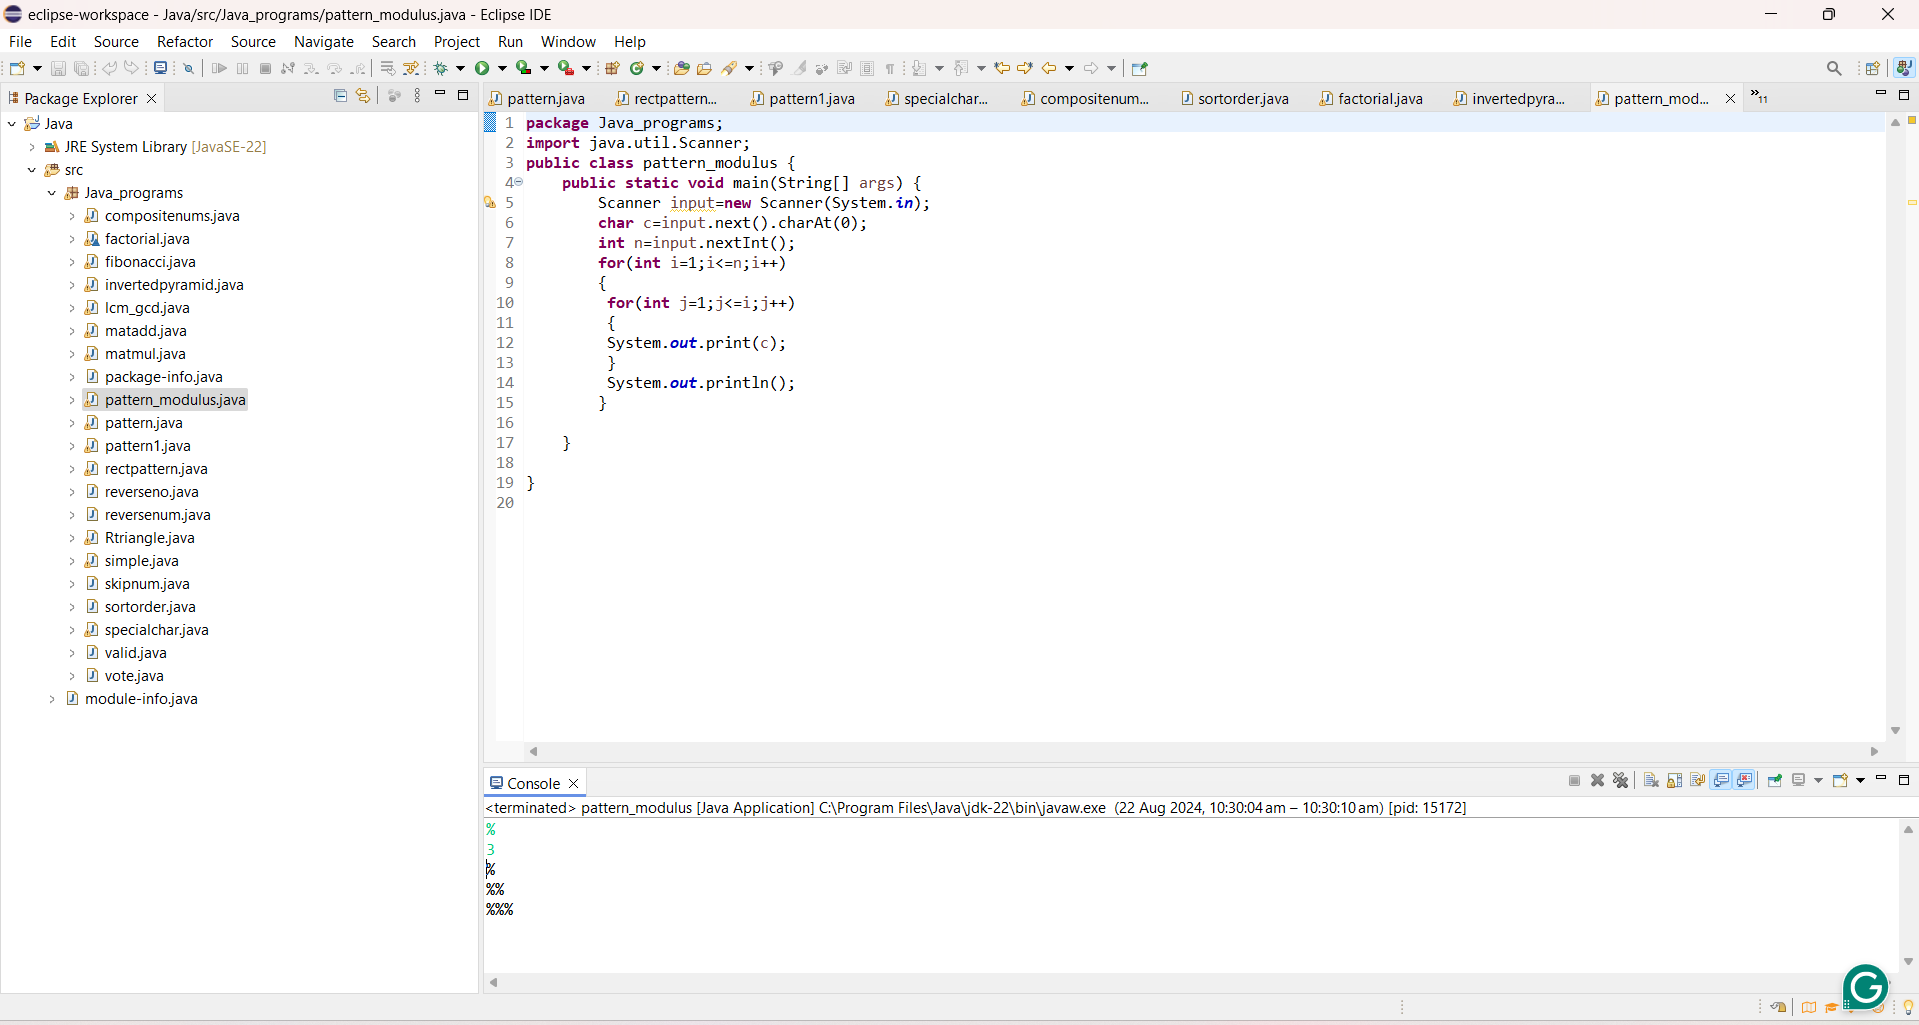 eclipse-workspace - Java/src/Java_programs/pattern_modulus.java - Eclipse IDE
File Edit Source Refactor Source Navigate Search Project Run Window Help
Package Explorer
Java
JRE System Library [JavaSE-22]
src
Java_programs
compositenums.java
factorial.java
fibonacci.java
invertedpyramid.java
lcm_gcd.java
matadd.java
matmul.java
package-info.java
pattern_modulus.java
pattern.java
pattern1.java
rectpattern.java
reverseno.java
reversenum.java
Rtriangle.java
simple.java
skipnum.java
sortorder.java
specialchar.java
valid.java
vote.java
module-info.java
pattern.java rectpattern... pattern1.java specialchar... compositenum... sortorder.java factorial.java invertedpyra... pattern_mod... »11
1 package Java_programs;
2 import java.util.Scanner;
3 public class pattern_modulus {
4 public static void main(String[] args) {
5 Scanner input=new Scanner(System.in);
6 char c=input.next().charAt(0);
7 int n=input.nextInt();
8 for(int i=1;i<=n;i++)
9 {
10 for(int j=1;j<=i;j++)
11 {
12 System.out.print(c);
13 }
14 System.out.println();
15 }
16
17 }
18
19 }
20
Console
<terminated> pattern_modulus [Java Application] C:\Program Files\Java\jdk-22\bin\javaw.exe (22 Aug 2024, 10:30:04 am – 10:30:10 am) [pid: 15172]
%
3
%
%%
%%%